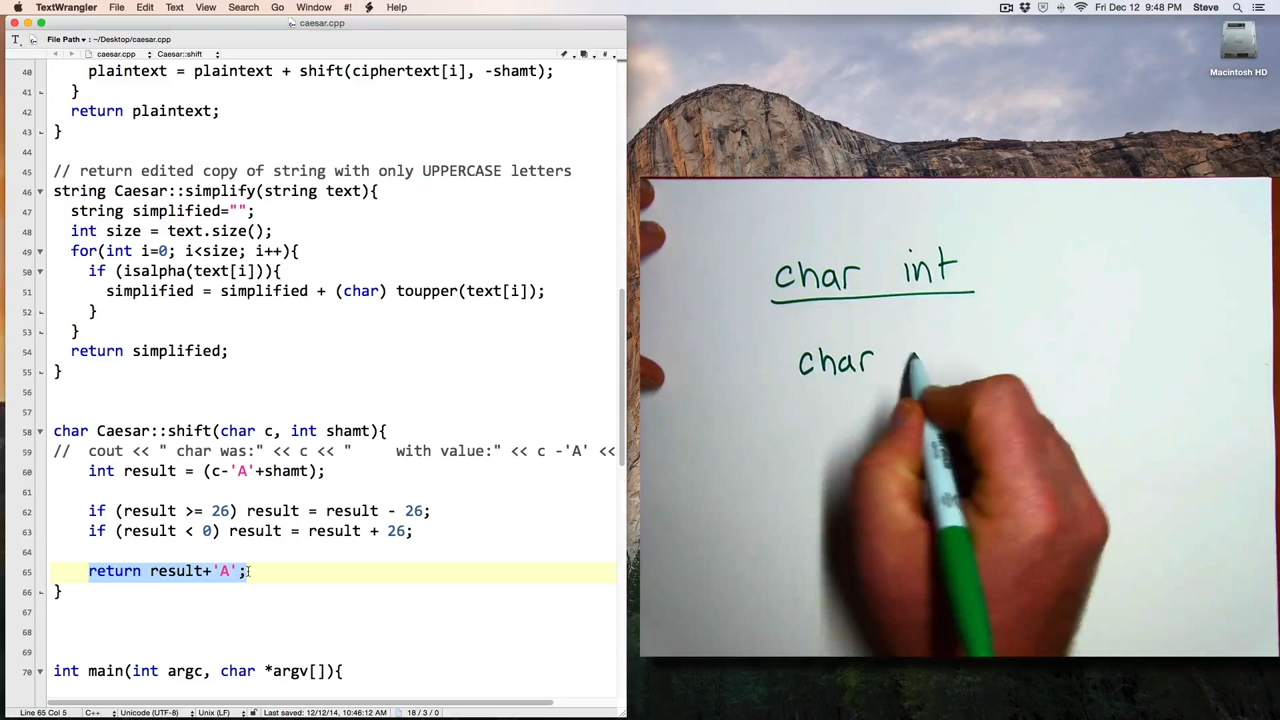 TextWrangler File Edit Text View Search Go Window #! Help Fri Dec 12 9:48 PM Steve
caesar.cpp
File Path ▾ : ~/Desktop/caesar.cpp
caesar.cpp Caesar::shift
40 plaintext = plaintext + shift(ciphertext[i], -shamt);
41 }
42 return plaintext;
43 }
44
45 // return edited copy of string with only UPPERCASE letters
46 string Caesar::simplify(string text){
47 string simplified="";
48 int size = text.size();
49 for(int i=0; i<size; i++){
50 if (isalpha(text[i])){
51 simplified = simplified + (char) toupper(text[i]);
52 }
53 }
54 return simplified;
55 }
56
57
58 char Caesar::shift(char c, int shamt){
59 // cout << " char was:" << c << " with value:" << c -'A' <<
60 int result = (c-'A'+shamt);
61
62 if (result >= 26) result = result - 26;
63 if (result < 0) result = result + 26;
64
65 return result+'A';
66 }
67
68
69
70 int main(int argc, char *argv[]){
Line 65 Col 5 C++ Unicode (UTF-8) Unix (LF) Last saved: 12/12/14, 10:46:12 AM 18 / 3 / 0
Macintosh HD
char int
char